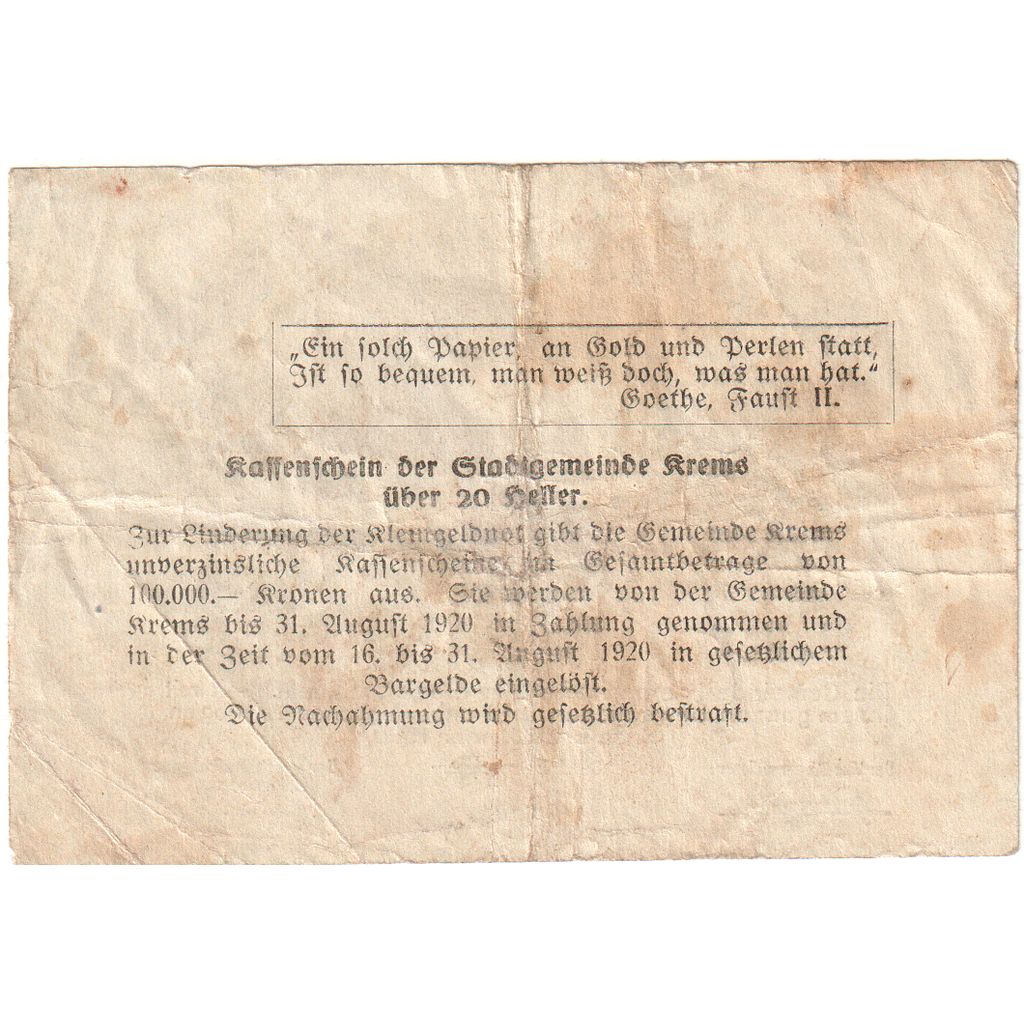 „Ein solch Papier, an Gold und Perlen statt,
Ist so bequem, man weiß doch, was man hat.“
Goethe, Faust II.
Kassenschein der Stadtgemeinde Krems
über 20 Heller.
Zur Linderung der Kleingeldnot gibt die Gemeinde Krems
unverzinsliche Kassenscheine im Gesamtbetrage von
100.000.— Kronen aus. Sie werden von der Gemeinde
Krems bis 31. August 1920 in Zahlung genommen und
in der Zeit vom 16. bis 31. August 1920 in gesetzlichem
Bargelde eingelöst.
Die Nachahmung wird gesetzlich bestraft.